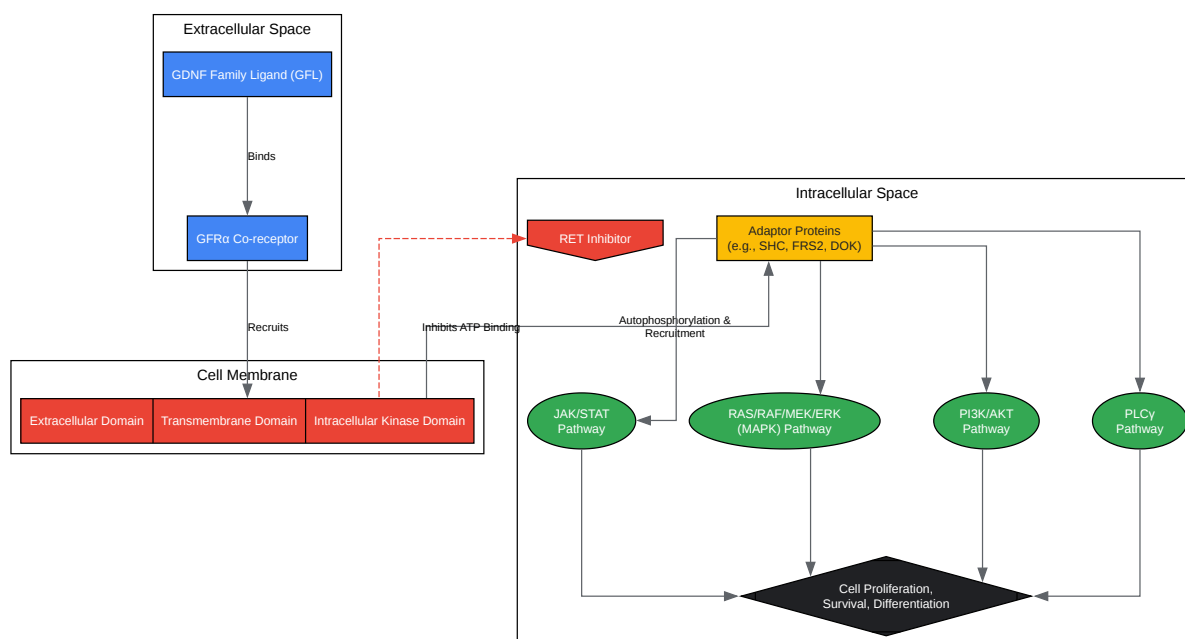 Extracellular Space
GDNF Family Ligand (GFL)
Binds
GFRα Co-receptor
Recruits
Cell Membrane
Extracellular Domain
Transmembrane Domain
Intracellular Kinase Domain
Inhibits ATP Binding
Intracellular Space
RET Inhibitor
Adaptor Proteins
(e.g., SHC, FRS2, DOK)
Autophosphorylation &
Recruitment
JAK/STAT
Pathway
RAS/RAF/MEK/ERK
(MAPK) Pathway
PI3K/AKT
Pathway
PLCγ
Pathway
Cell Proliferation,
Survival, Differentiation